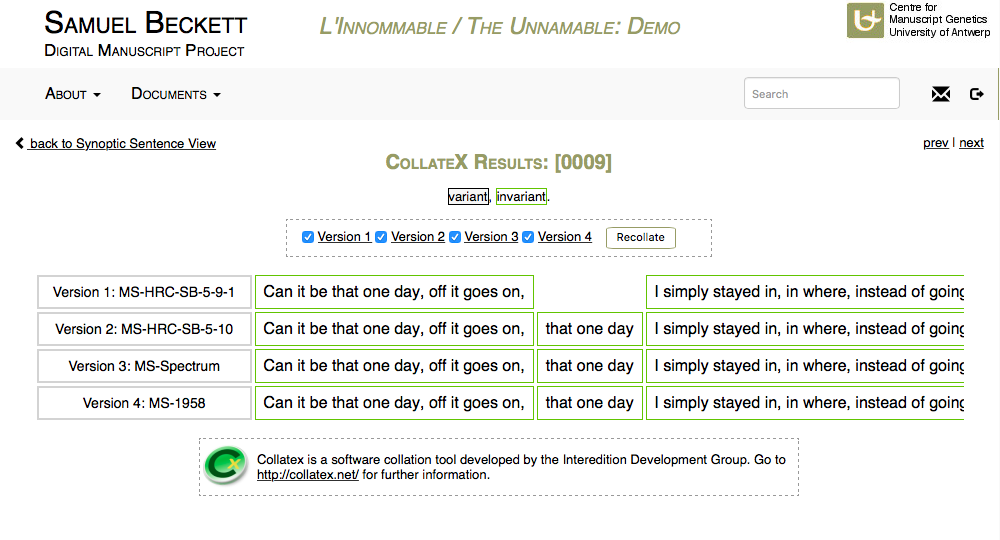 SAMUEL BECKETT
DIGITAL MANUSCRIPT PROJECT
L'INNOMMABLE / THE UNNAMABLE: DEMO
Centre for
Manuscript Genetics
University of Antwerp
ABOUT
DOCUMENTS
Search
back to Synoptic Sentence View
prev | next
COLLATEX RESULTS: [0009]
variant, invariant.
Version 1 Version 2 Version 3 Version 4 Recollate
Version 1: MS-HRC-SB-5-9-1 Can it be that one day, off it goes on, I simply stayed in, in where, instead of going
Version 2: MS-HRC-SB-5-10 Can it be that one day, off it goes on, that one day I simply stayed in, in where, instead of going
Version 3: MS-Spectrum Can it be that one day, off it goes on, that one day I simply stayed in, in where, instead of going
Version 4: MS-1958 Can it be that one day, off it goes on, that one day I simply stayed in, in where, instead of going
Collatex is a software collation tool developed by the Interedition Development Group. Go to
http://collatex.net/ for further information.